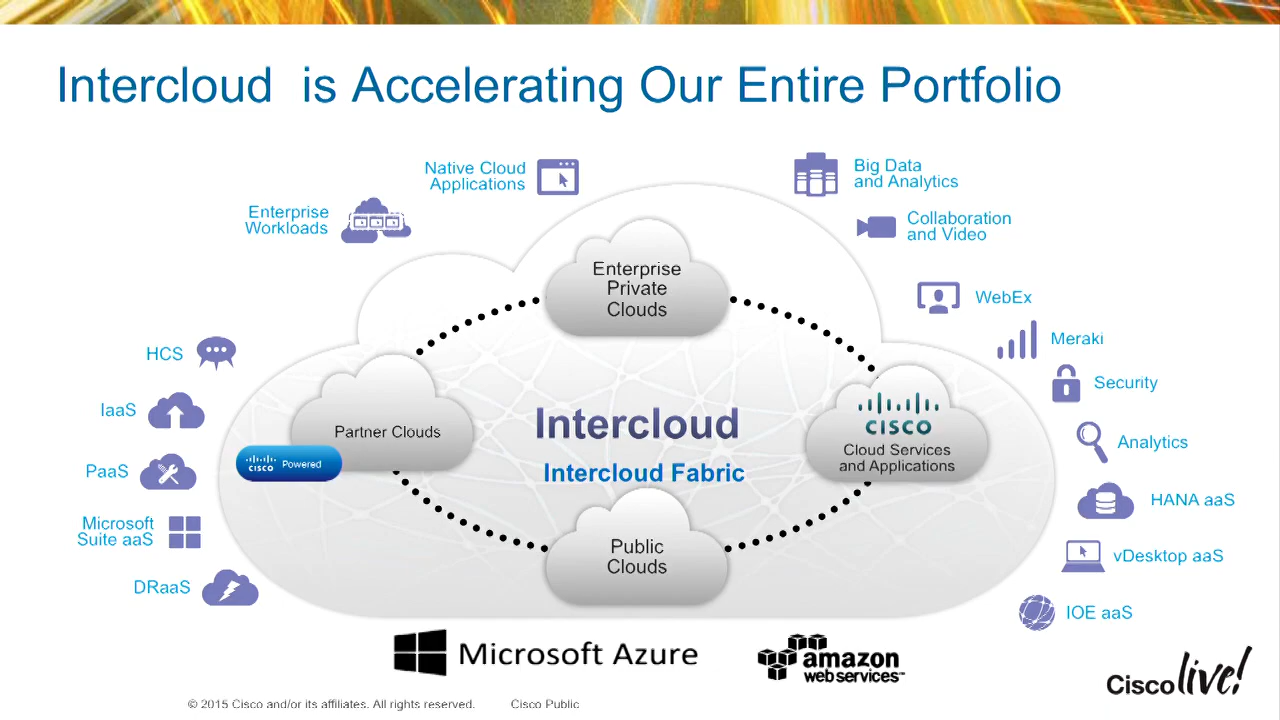 Intercloud is Accelerating Our Entire Portfolio
Native Cloud
Applications
Big Data
and Analytics
Enterprise
Workloads
Collaboration
and Video
Enterprise
Private
Clouds
WebEx
HCS
Meraki
Security
IaaS
Partner Clouds
CISCO Powered
Intercloud
Intercloud Fabric
CISCO
Cloud Services
and Applications
Analytics
PaaS
HANA aaS
Microsoft
Suite aaS
Public
Clouds
vDesktop aaS
DRaaS
IOE aaS
Microsoft Azure
amazon
web services™
Cisco live!
© 2015 Cisco and/or its affiliates. All rights reserved. Cisco Public